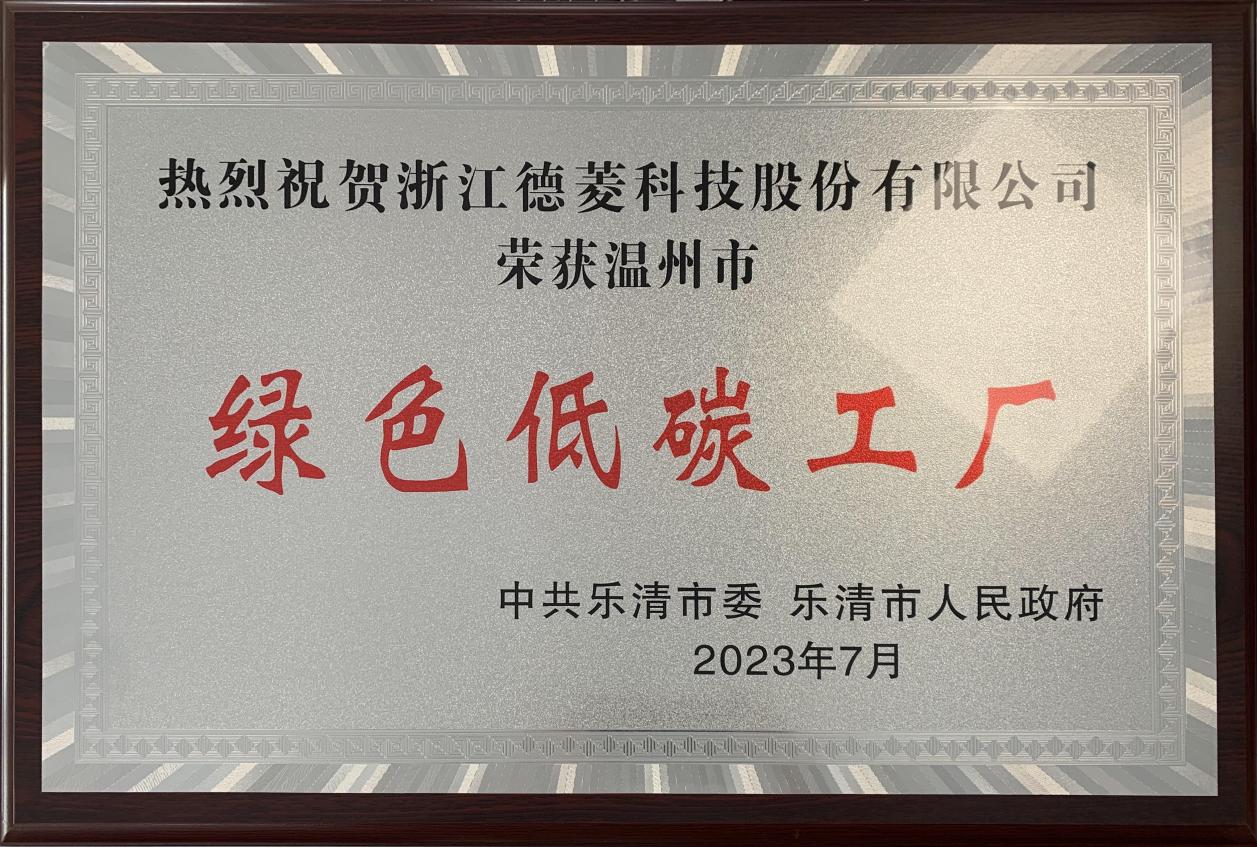 热烈祝贺浙江德菱科技股份有限公司
荣获温州市
绿色低碳工厂
中共乐清市委 乐清市人民政府
2023年7月